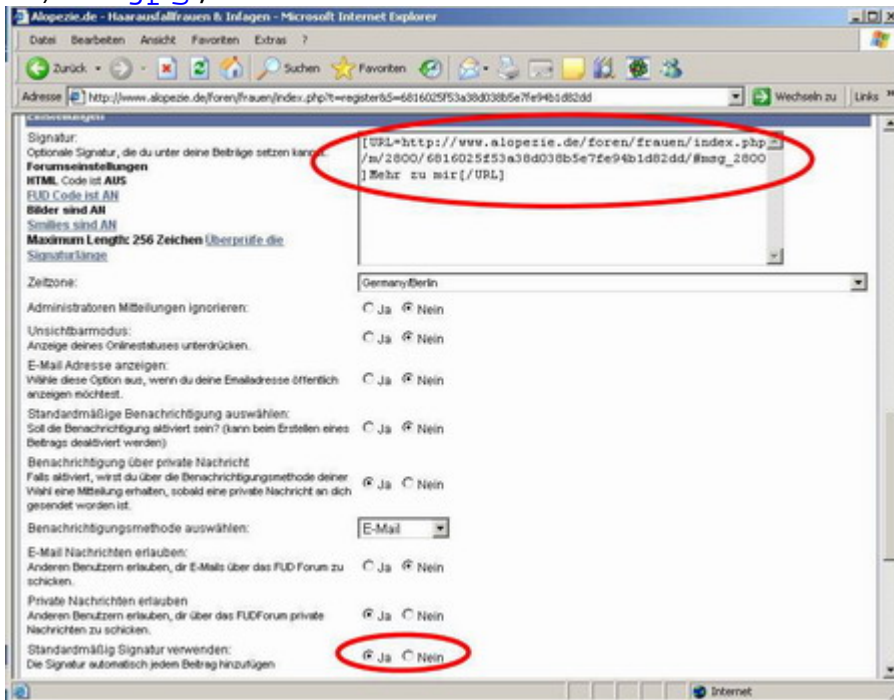 Alopezie.de - Haarausfallfrauen & Infagen - Microsoft Internet Explorer
Datei Bearbeiten Ansicht Favoriten Extras ?
Zurück Suchen Favoriten
Adresse http://www.alopezie.de/foren/frauen/index.php?t=register&S=6816025f53a38d038b5e7fe94b1d82dd Wechseln zu Links
Einstellungen
Signatur:
Optionale Signatur, die du unter deine Beiträge setzen kannst.
Forumseinstellungen
HTML Code ist AUS
FUD Code ist AN
Bilder sind AN
Smilies sind AN
Maximum Length: 256 Zeichen Überprüfe die
Signaturlänge
[URL=http://www.alopezie.de/foren/frauen/index.php
/m/2800/6816025f53a38d038b5e7fe94b1d82dd/#msg_2800
]Mehr zu mir[/URL]
Zeitzone: Germany/Berlin
Administratoren Mitteilungen ignorieren: Ja Nein
Unsichtbarmodus:
Anzeige deines Onlinestatuses unterdrücken. Ja Nein
E-Mail Adresse anzeigen:
Wähle diese Option aus, wenn du deine Emailadresse öffentlich
anzeigen möchtest. Ja Nein
Standardmäßige Benachrichtigung auswählen:
Soll die Benachrichtigung aktiviert sein? (kann beim Erstellen eines
Beitrags deaktiviert werden) Ja Nein
Benachrichtigung über private Nachricht
Falls aktiviert, wirst du über die Benachrichtigungsmethode deiner
Wahl eine Mitteilung erhalten, sobald eine private Nachricht an dich
gesendet worden ist. Ja Nein
Benachrichtigungsmethode auswählen: E-Mail
E-Mail Nachrichten erlauben:
Anderen Benutzern erlauben, dir E-Mails über das FUD Forum zu
schicken. Ja Nein
Private Nachrichten erlauben
Anderen Benutzern erlauben, dir über das FUDForum private
Nachrichten zu schicken. Ja Nein
Standardmäßig Signatur verwenden:
Die Signatur automatisch jedem Beitrag hinzufügen Ja Nein
Internet